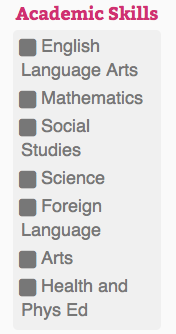 Academic Skills
English
Language Arts
Mathematics
Social
Studies
Science
Foreign
Language
Arts
Health and
Phys Ed